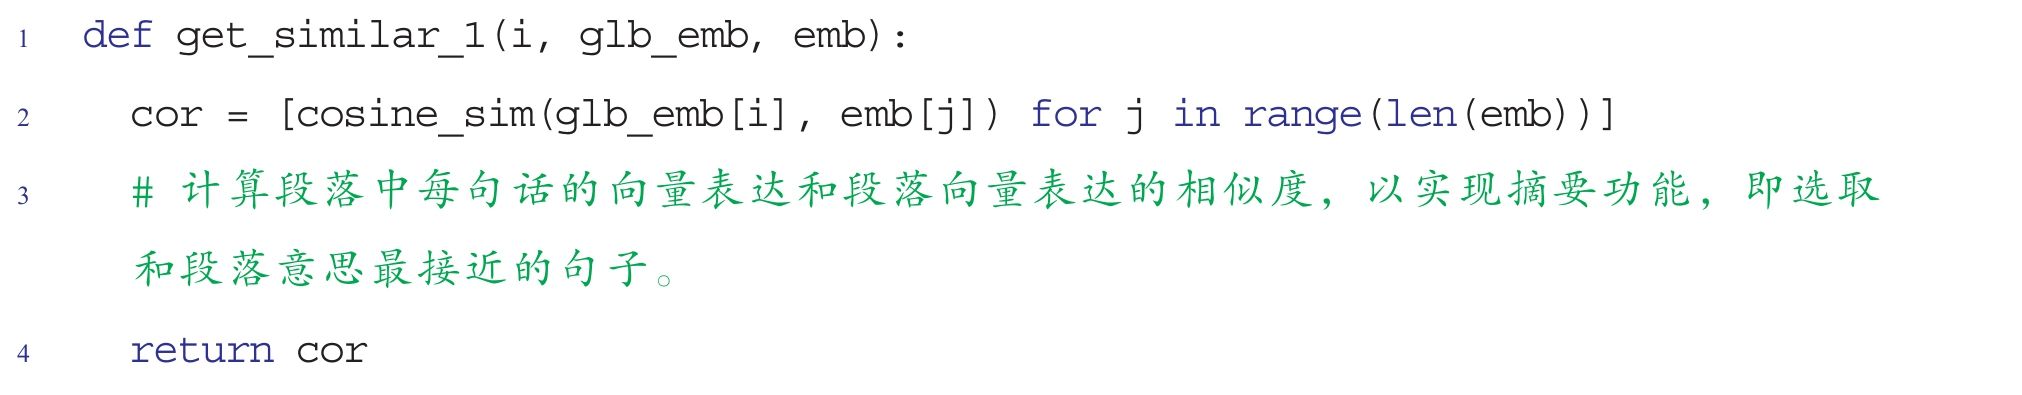 1 def get_similar_1(i, glb_emb, emb):
2 cor = [cosine_sim(glb_emb[i], emb[j]) for j in range(len(emb))]
3 # 计算段落中每句话的向量表达和段落向量表达的相似度，以实现摘要功能，即选取
和段落意思最接近的句子。
4 return cor